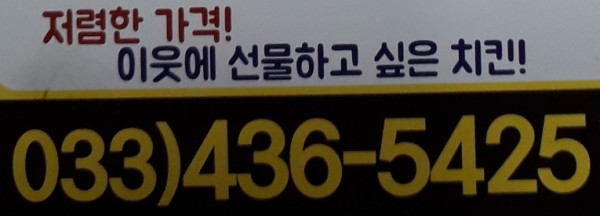 저렴한 가격!
이웃에 선물하고 싶은 치킨!
033)436-5425